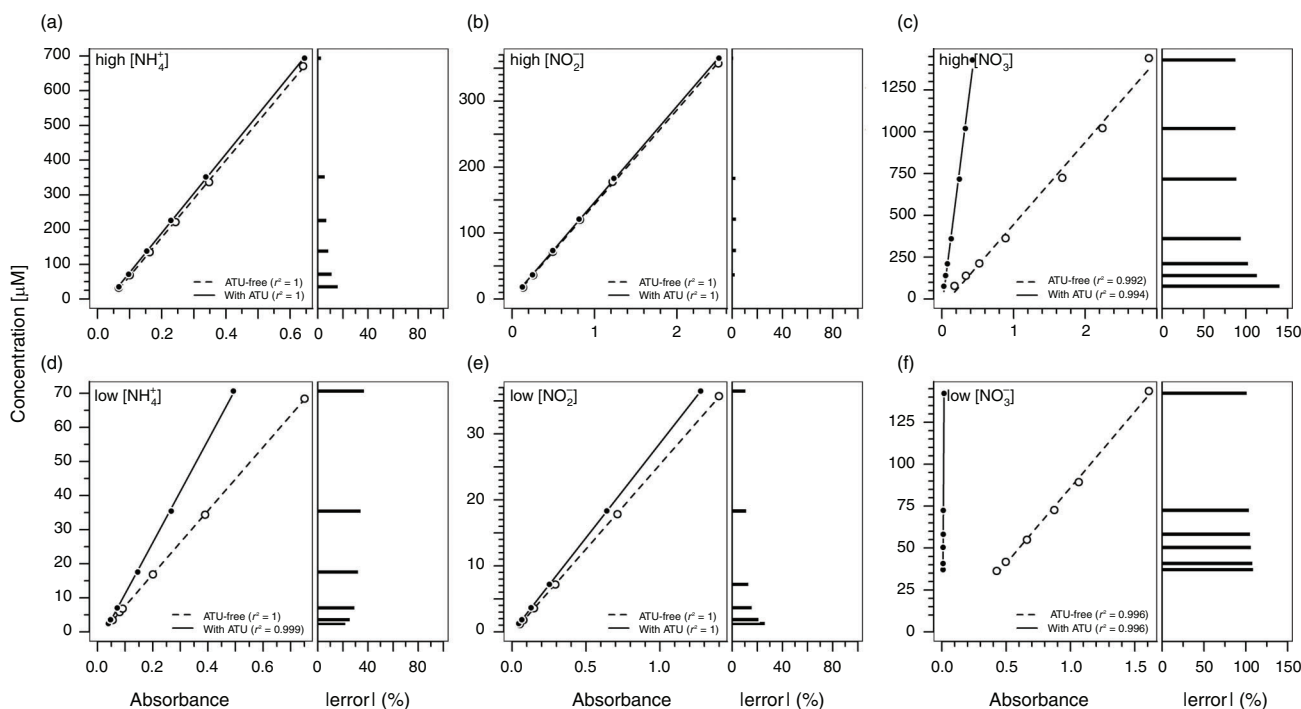 (a)
high [NH₄⁺]
700
600
500
400
300
200
100
0
0.0 0.2 0.4 0.6
0 40 80
ATU-free (r² = 1)
With ATU (r² = 1)
(b)
high [NO₂⁻]
300
200
100
0
1 2
0 40 80
ATU-free (r² = 1)
With ATU (r² = 1)
(c)
high [NO₃⁻]
1250
1000
750
500
250
0
0 1 2
0 50 100 150
ATU-free (r² = 0.992)
With ATU (r² = 0.994)
Concentration [µM]
(d)
low [NH₄⁺]
70
60
50
40
30
20
10
0
0.0 0.2 0.4 0.6
0 40 80
ATU-free (r² = 1)
With ATU (r² = 0.999)
Absorbance
|error| (%)
(e)
low [NO₂⁻]
30
20
10
0
0.0 0.5 1.0
0 40 80
ATU-free (r² = 1)
With ATU (r² = 1)
Absorbance
|error| (%)
(f)
low [NO₃⁻]
125
100
75
50
25
0
0.0 0.5 1.0 1.5
0 50 100 150
ATU-free (r² = 0.996)
With ATU (r² = 0.996)
Absorbance
|error| (%)